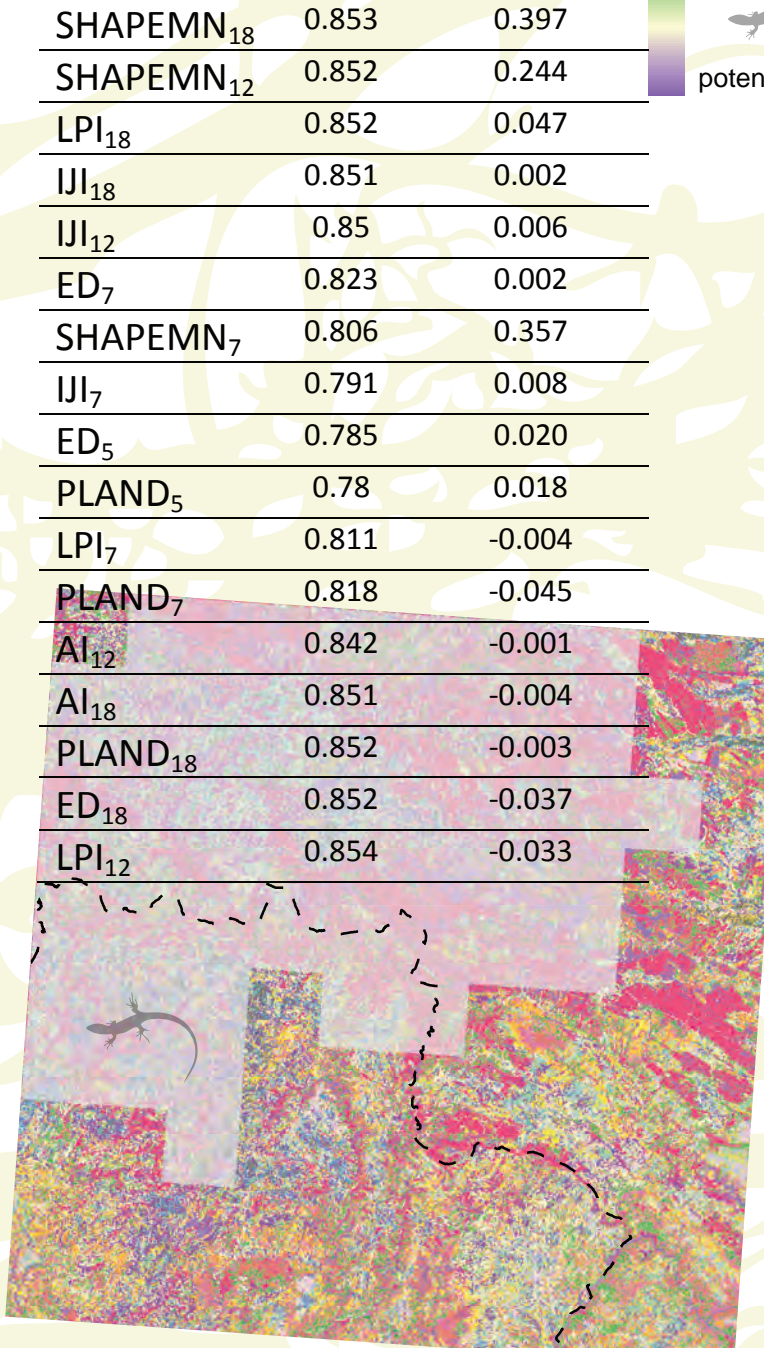 SHAPEMN₁₈ 0.853 0.397
SHAPEMN₁₂ 0.852 0.244
poten
LPI₁₈ 0.852 0.047
IJI₁₈ 0.851 0.002
IJI₁₂ 0.85 0.006
ED₇ 0.823 0.002
SHAPEMN₇ 0.806 0.357
IJI₇ 0.791 0.008
ED₅ 0.785 0.020
PLAND₅ 0.78 0.018
LPI₇ 0.811 -0.004
PLAND₇ 0.818 -0.045
AI₁₂ 0.842 -0.001
AI₁₈ 0.851 -0.004
PLAND₁₈ 0.852 -0.003
ED₁₈ 0.852 -0.037
LPI₁₂ 0.854 -0.033